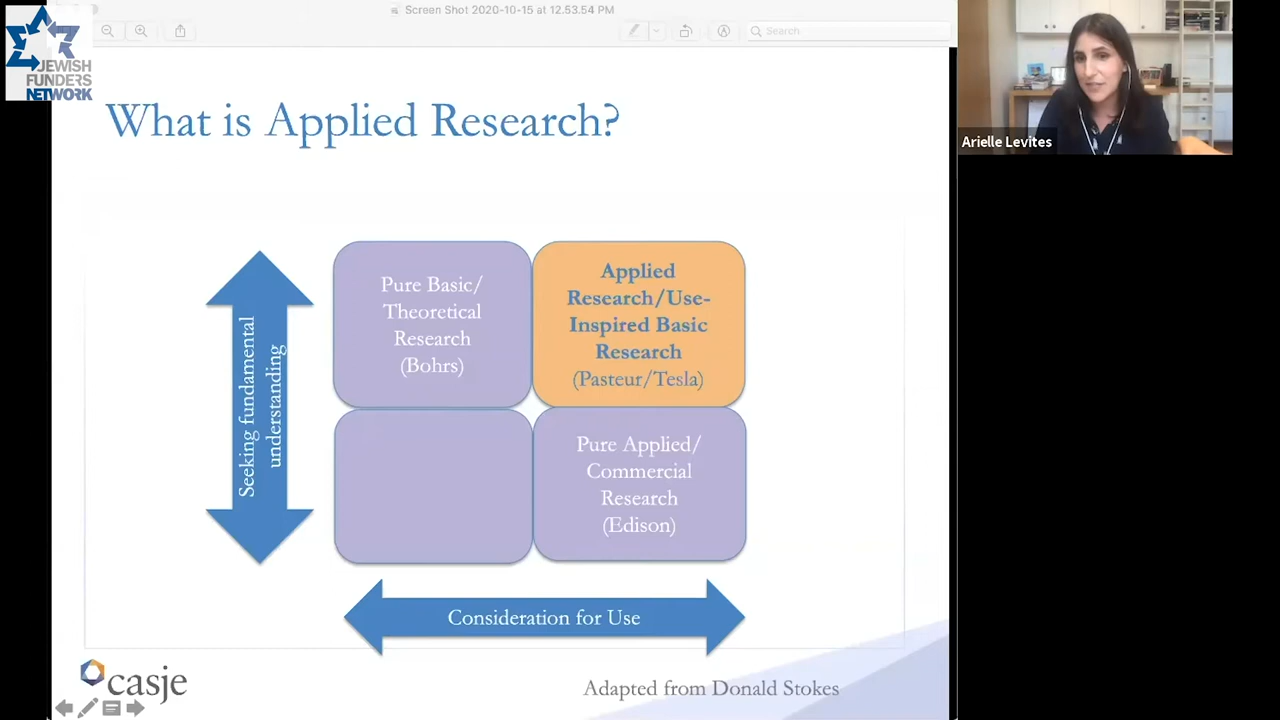 Screen Shot 2020-10-15 at 12.53.54 PM
Search
JEWISH
FUNDERS
NETWORK
Arielle Levites
What is Applied Research?
Pure Basic/
Theoretical
Research
(Bohrs)
Applied
Research/Use-
Inspired Basic
Research
(Pasteur/Tesla)
Seeking fundamental
understanding
Pure Applied/
Commercial
Research
(Edison)
Consideration for Use
casje
Adapted from Donald Stokes